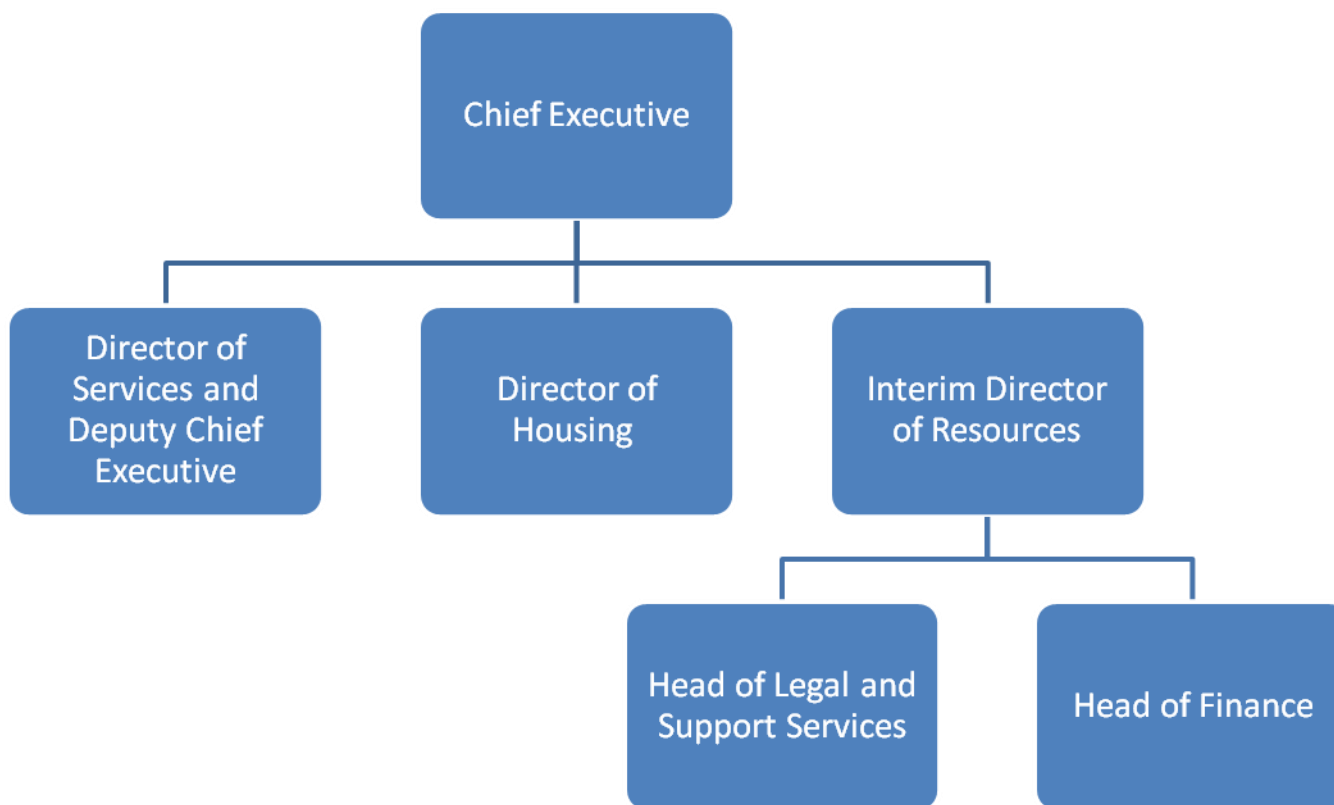 Chief Executive
Director of
Services and
Deputy Chief
Executive
Director of
Housing
Interim Director
of Resources
Head of Legal and
Support Services
Head of Finance